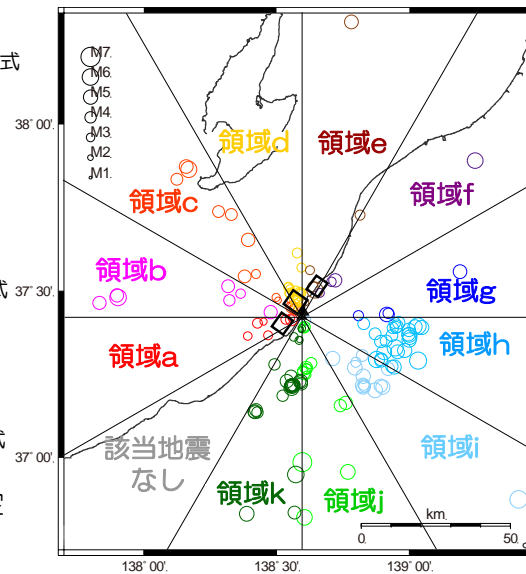 式
M7.
M6.
M5.
M4.
M3.
M2.
M1.
38° 00'.
領域d
領域e
領域c
領域f
領域b
37° 30'.
式
領域g
領域a
領域h
該当地震
なし
領域i
領域k
領域j
37° 00'.
式
km.
0.
50
138° 00'.
138° 30'.
139° 00'.